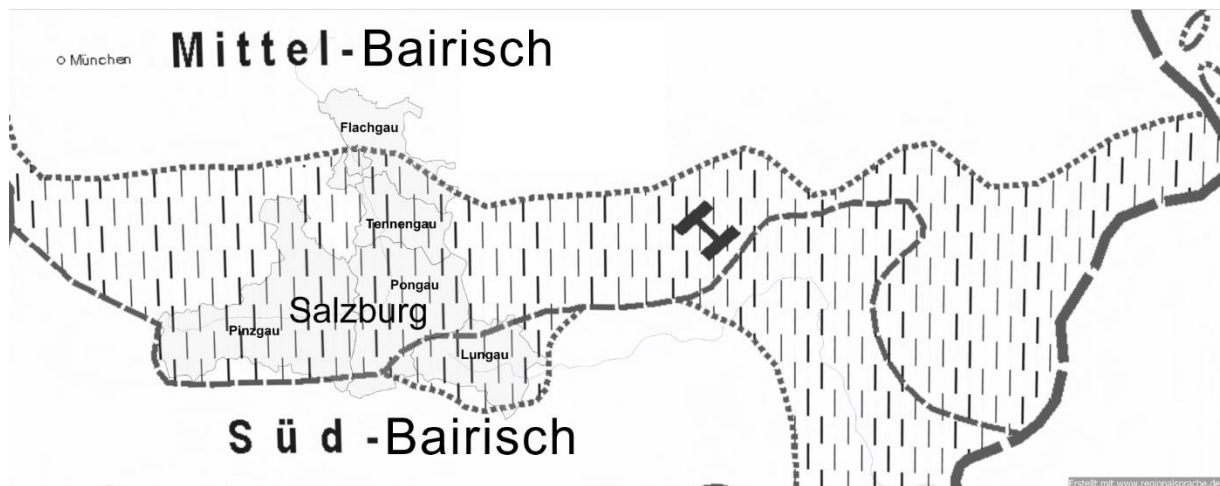 Mittel-Bairisch
München
Flachgau
Tennengau
H
Pongau
Salzburg
Pinzgau
Lungau
Süd-Bairisch
Erstellt mit www.regionalsprache.de